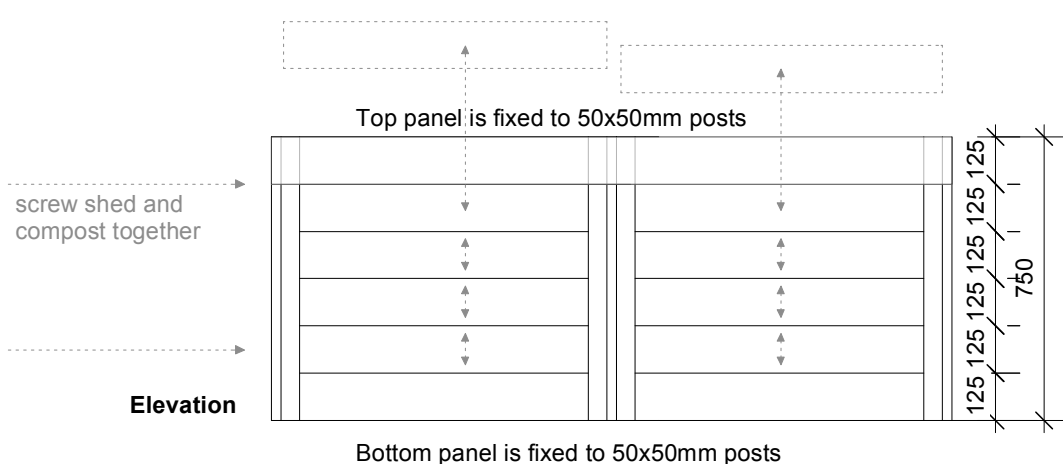 Top panel is fixed to 50x50mm posts
screw shed and
compost together
125
125
125
125
125
125
750
Elevation
Bottom panel is fixed to 50x50mm posts